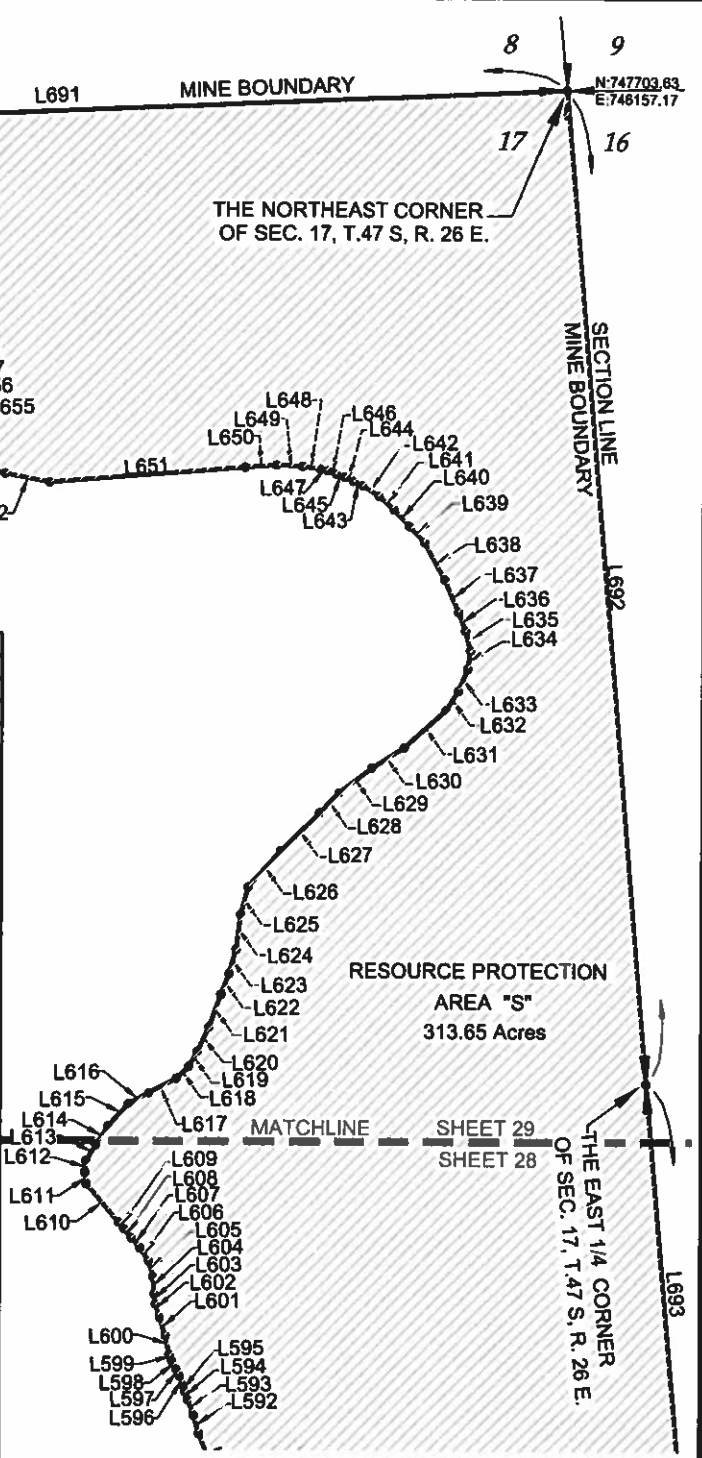 8
9
L691
MINE BOUNDARY
N:747703.63
E:746157.17
17
16
THE NORTHEAST CORNER
OF SEC. 17, T.47 S, R. 26 E.
SECTION LINE
MINE BOUNDARY
655
L648
L649
L650
L646
L644
L642
L641
L640
L639
L651
L647
L645
L643
2
L638
L637
L636
L635
L634
L692
L633
L632
L631
L630
L629
L628
L627
L626
L625
L624
L623
L622
L621
L620
L619
L618
L617
RESOURCE PROTECTION
AREA "S"
313.65 Acres
L616
L615
L614
L613
L612
L611
L610
MATCHLINE
SHEET 29
SHEET 28
THE EAST 1/4 CORNER
OF SEC. 17, T.47 S, R. 26 E.
L609
L608
L607
L606
L605
L604
L603
L602
L601
L693
L600
L599
L598
L597
L596
L595
L594
L593
L592